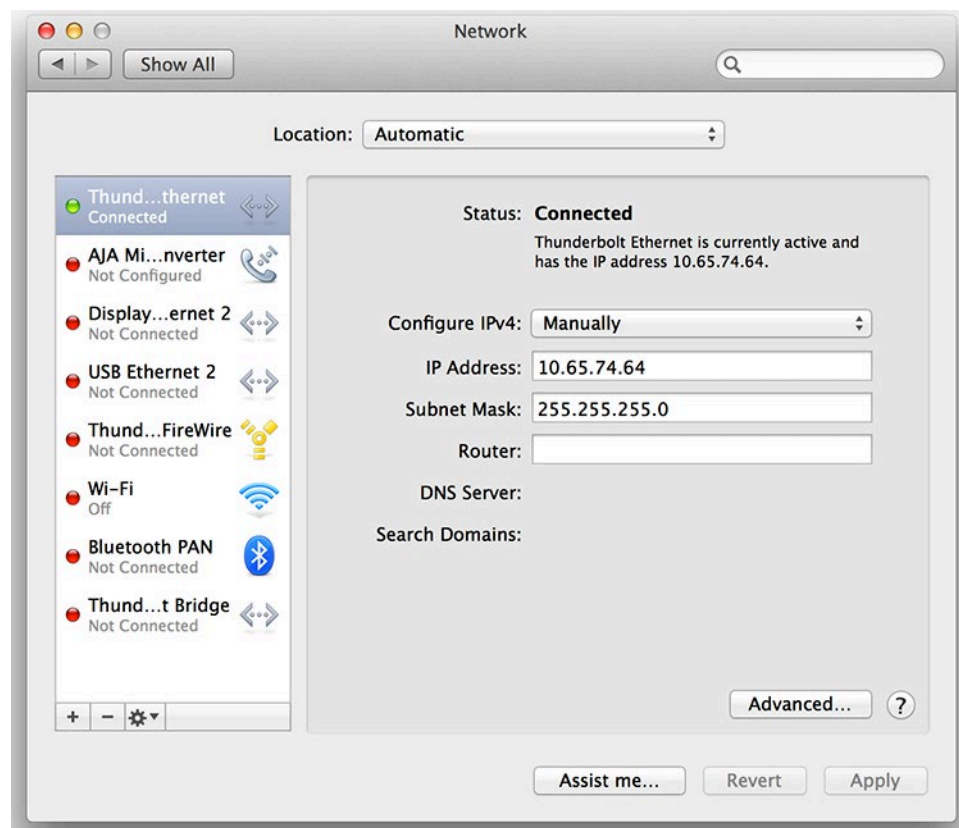 Network
Show All
Location: Automatic
Thund...thernet
Connected
AJA Mi...nverter
Not Configured
Display...ernet 2
Not Connected
USB Ethernet 2
Not Connected
Thund...FireWire
Not Connected
Wi-Fi
Off
Bluetooth PAN
Not Connected
Thund...t Bridge
Not Connected
+ −
Status: Connected
Thunderbolt Ethernet is currently active and
has the IP address 10.65.74.64.
Configure IPv4: Manually
IP Address: 10.65.74.64
Subnet Mask: 255.255.255.0
Router:
DNS Server:
Search Domains:
Advanced... ?
Assist me... Revert Apply